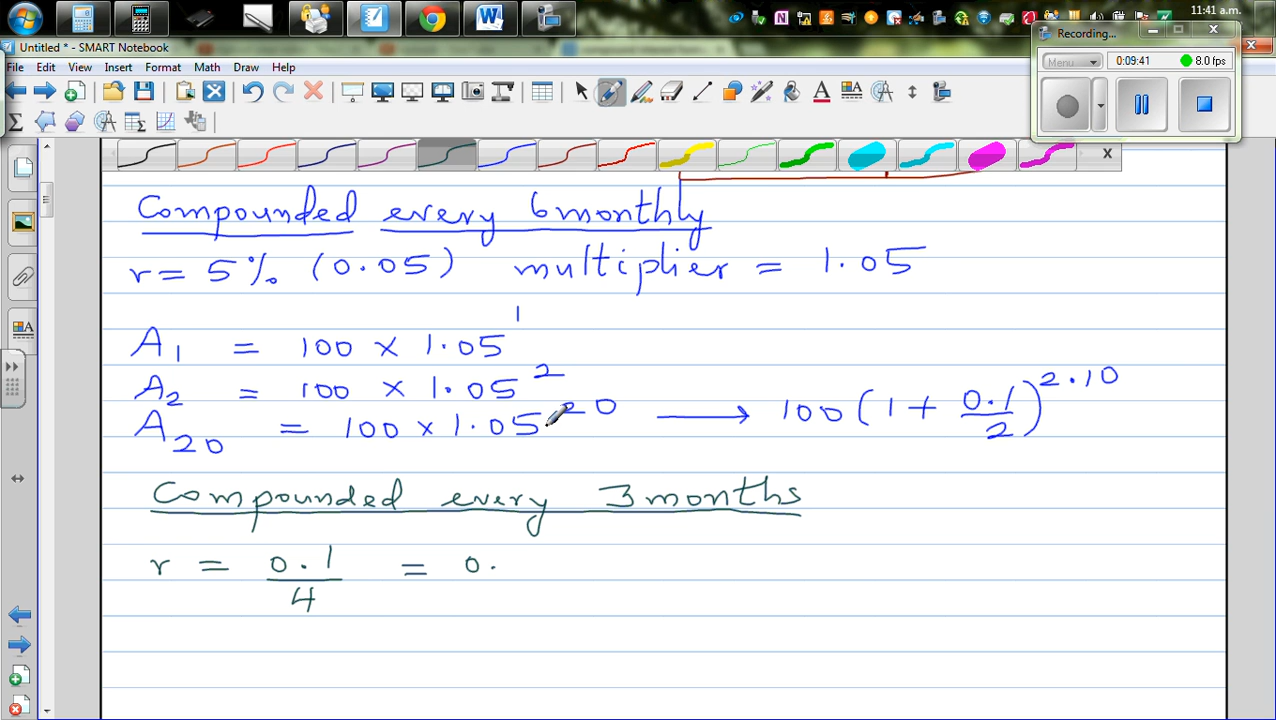 11:41 a.m.
Untitled * - SMART Notebook
Recording...
File Edit View Insert Format Math Draw Help
Menu 0:09:41 8.0 fps
Compounded every 6monthly
r = 5% (0.05) multiplier = 1.05
A1 = 100 × 1.05^1
A2 = 100 × 1.05^2
A20 = 100 × 1.05^20 → 100(1 + 0.1/2)^2·10
Compounded every 3months
r = 0.1/4 = 0.